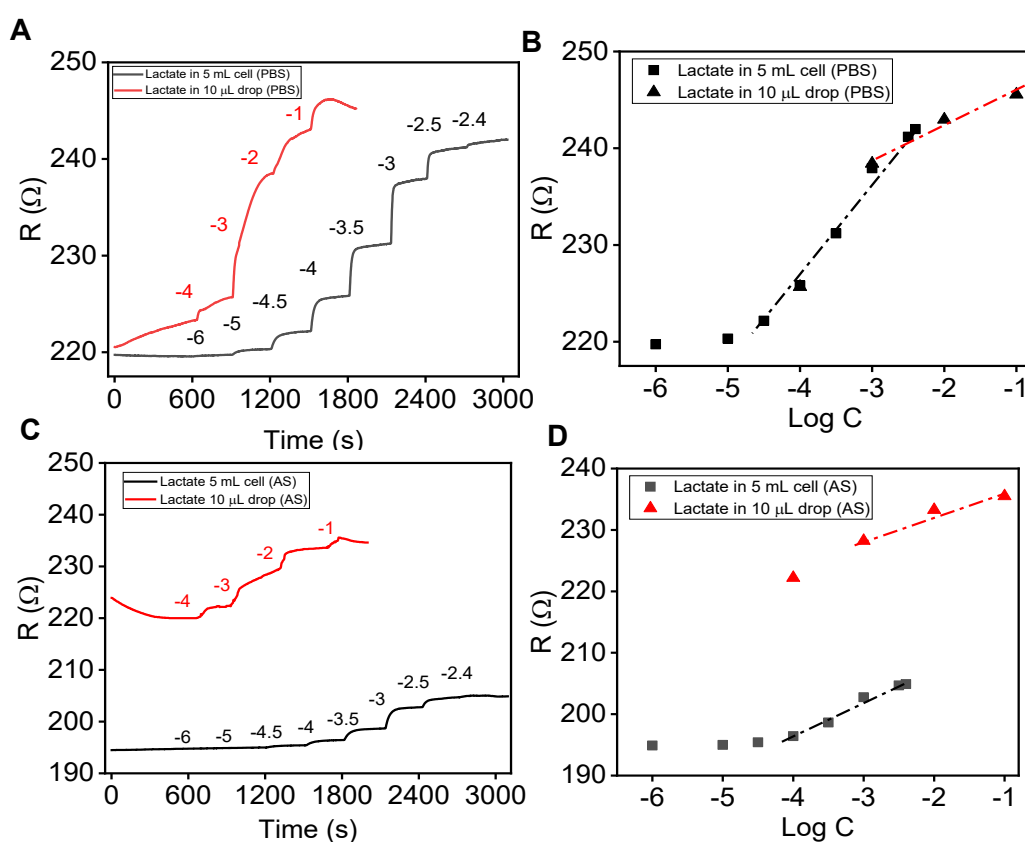 A
Lactate in 5 mL cell (PBS)
Lactate in 10 µL drop (PBS)
R (Ω)
250
240
230
220
-1
-2
-3
-4
-2.5
-2.4
-3
-3.5
-4
-4.5
-5
-6
0 600 1200 1800 2400 3000
Time (s)
B
Lactate in 5 mL cell (PBS)
Lactate in 10 µL drop (PBS)
R (Ω)
250
240
230
220
-6 -5 -4 -3 -2 -1
Log C
C
Lactate 5 mL cell (AS)
Lactate 10 µL drop (AS)
R (Ω)
250
240
230
220
210
200
190
-1
-2
-3
-4
-6 -5 -4.5 -4 -3.5 -3 -2.5 -2.4
0 600 1200 1800 2400 3000
Time (s)
D
Lactate in 5 mL cell (AS)
Lactate in 10 µL drop (AS)
R (Ω)
240
230
220
210
200
190
-6 -5 -4 -3 -2 -1
Log C